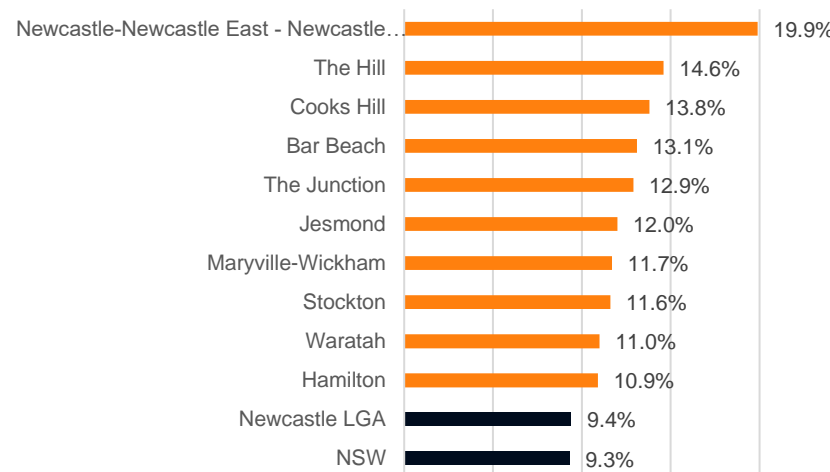 Newcastle-Newcastle East - Newcastle… 19.9%
The Hill 14.6%
Cooks Hill 13.8%
Bar Beach 13.1%
The Junction 12.9%
Jesmond 12.0%
Maryville-Wickham 11.7%
Stockton 11.6%
Waratah 11.0%
Hamilton 10.9%
Newcastle LGA 9.4%
NSW 9.3%